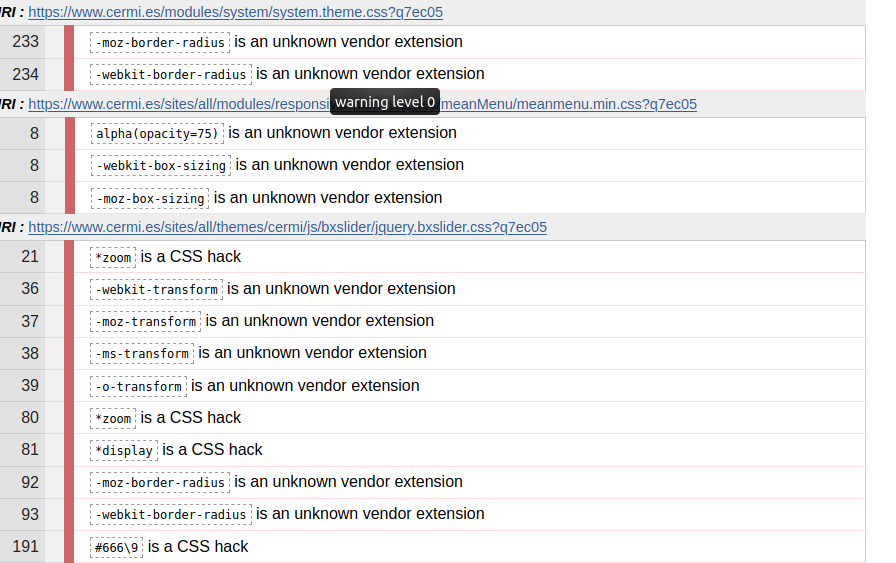 RI : https://www.cermi.es/modules/system/system.theme.css?q7ec05
233 -moz-border-radius is an unknown vendor extension
234 -webkit-border-radius is an unknown vendor extension
RI : https://www.cermi.es/sites/all/modules/responsi warning level 0 meanMenu/meanmenu.min.css?q7ec05
8 alpha(opacity=75) is an unknown vendor extension
8 -webkit-box-sizing is an unknown vendor extension
8 -moz-box-sizing is an unknown vendor extension
RI : https://www.cermi.es/sites/all/themes/cermi/js/bxslider/jquery.bxslider.css?q7ec05
21 *zoom is a CSS hack
36 -webkit-transform is an unknown vendor extension
37 -moz-transform is an unknown vendor extension
38 -ms-transform is an unknown vendor extension
39 -o-transform is an unknown vendor extension
80 *zoom is a CSS hack
81 *display is a CSS hack
92 -moz-border-radius is an unknown vendor extension
93 -webkit-border-radius is an unknown vendor extension
191 #666\9 is a CSS hack